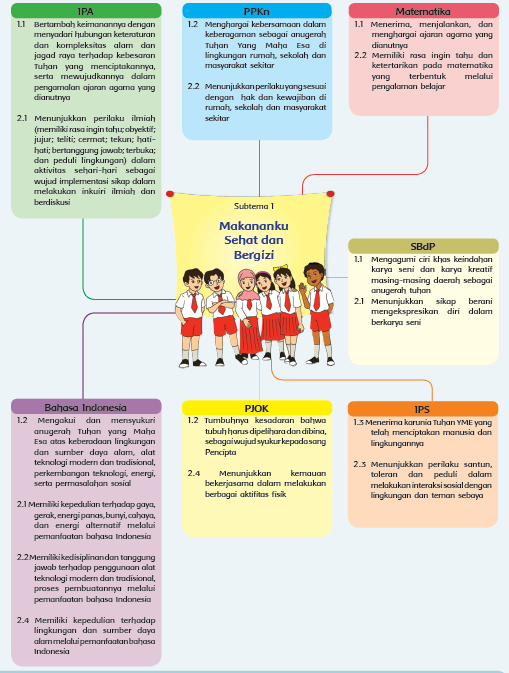 IPA
1.1 Bertambah keimanannya dengan
menyadari hubungan keteraturan
dan kompleksitas alam dan
jagad raya terhadap kebesaran
Tuhan yang menciptakannya,
serta mewujudkannya dalam
pengamalan ajaran agama yang
dianutnya
2.1 Menunjukkan perilaku ilmiah
(memiliki rasa ingin tahu; obyektif;
jujur; teliti; cermat; tekun; hati-
hati; bertanggung jawab; terbuka;
dan peduli lingkungan) dalam
aktivitas sehari-hari sebagai
wujud implementasi sikap dalam
melakukan inkuiri ilmiah dan
berdiskusi
PPKn
1.2 Menghargai kebersamaan dalam
keberagaman sebagai anugerah
Tuhan Yang Maha Esa di
lingkungan rumah, sekolah dan
masyarakat sekitar
2.2 Menunjukkan perilaku yang sesuai
dengan hak dan kewajiban di
rumah, sekolah dan masyarakat
sekitar
Matematika
1.1 Menerima, menjalankan, dan
menghargai ajaran agama yang
dianutnya
2.2 Memiliki rasa ingin tahu dan
ketertarikan pada matematika
yang terbentuk melalui
pengalaman belajar
Subtema 1
Makananku
Sehat dan
Bergizi
SBdP
1.1 Mengagumi ciri khas keindahan
karya seni dan karya kreatif
masing-masing daerah sebagai
anugerah tuhan
2.1 Menunjukkan sikap berani
mengekspresikan diri dalam
berkarya seni
Bahasa Indonesia
1.2 Mengakui dan mensyukuri
anugerah Tuhan yang Maha
Esa atas keberadaan lingkungan
dan sumber daya alam, alat
teknologi modern dan tradisional,
perkembangan teknologi, energi,
serta permasalahan sosial
2.1 Memiliki kepedulian terhadap gaya,
gerak, energi panas, bunyi, cahaya,
dan energi alternatif melalui
pemanfaatan bahasa Indonesia
2.2 Memiliki kedisiplinan dan tanggung
jawab terhadap penggunaan alat
teknologi modern dan tradisional,
proses pembuatannya melalui
pemanfaatan bahasa Indonesia
2.4 Memiliki kepedulian terhadap
lingkungan dan sumber daya
alam melalui pemanfaatan bahasa
Indonesia
PJOK
1.2 Tumbuhnya kesadaran bahwa
tubuh harus dipelihara dan dibina,
sebagai wujud syukur kepada sang
Pencipta
2.4 Menunjukkan kemauan
bekerjasama dalam melakukan
berbagai aktifitas fisik
IPS
1.3 Menerima karunia Tuhan YME yang
telah menciptakan manusia dan
lingkungannya
2.3 Menunjukkan perilaku santun,
toleran dan peduli dalam
melakukan interaksi sosial dengan
lingkungan dan teman sebaya